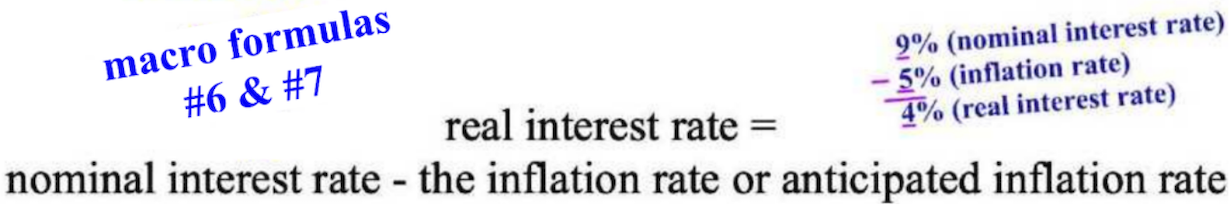 macro formulas
#6 & #7
9% (nominal interest rate)
- 5% (inflation rate)
4% (real interest rate)
real interest rate =
nominal interest rate - the inflation rate or anticipated inflation rate